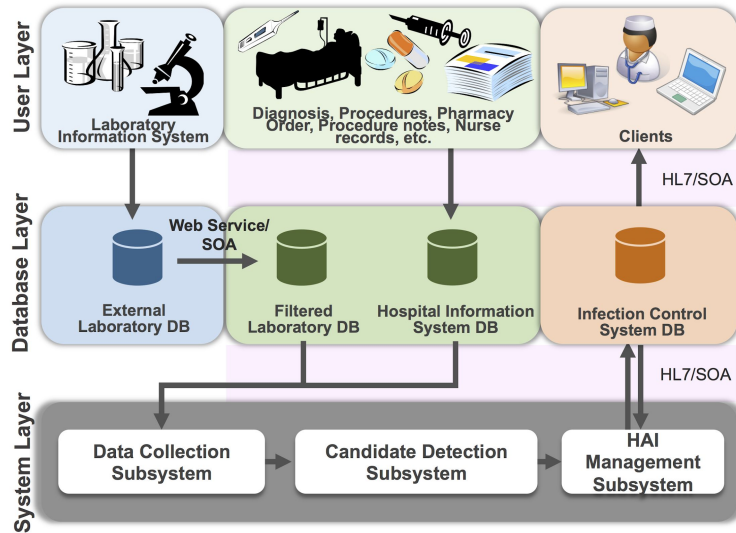 User Layer
Laboratory
Information System
Diagnosis, Procedures, Pharmacy
Order, Procedure notes, Nurse
records, etc.
Clients
HL7/SOA
Database Layer
Web Service/
SOA
External
Laboratory DB
Filtered
Laboratory DB
Hospital Information
System DB
Infection Control
System DB
HL7/SOA
System Layer
Data Collection
Subsystem
Candidate Detection
Subsystem
HAI
Management
Subsystem